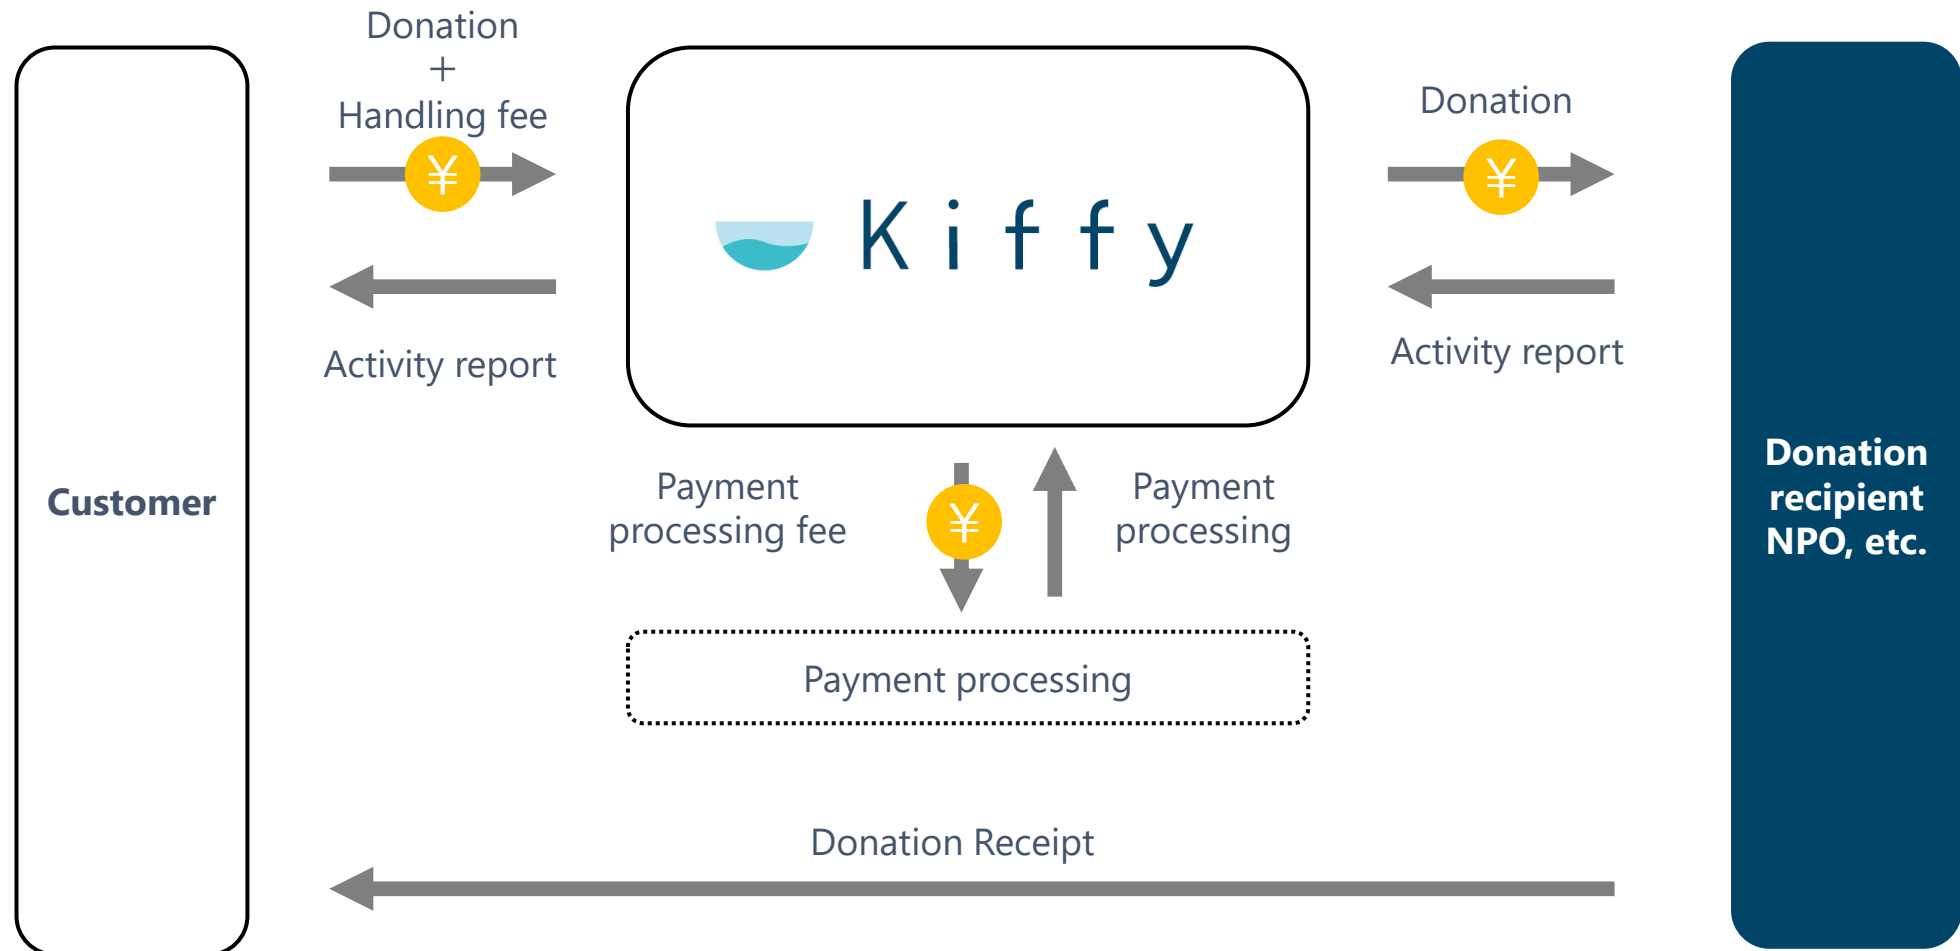 Donation
+
Handling fee
¥
Activity report
Customer
Kiffy
Donation
¥
Activity report
Payment
processing fee
¥
Payment
processing
Payment processing
Donation
recipient
NPO, etc.
Donation Receipt